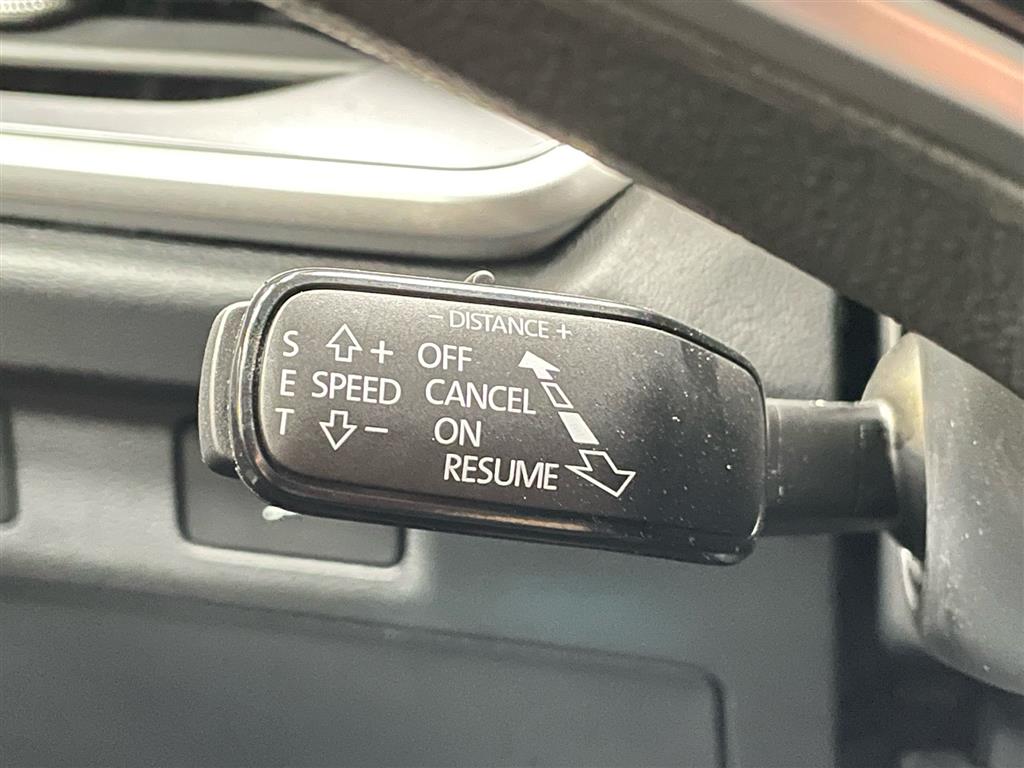 − DISTANCE +
S + OFF
E SPEED CANCEL
T − ON
RESUME